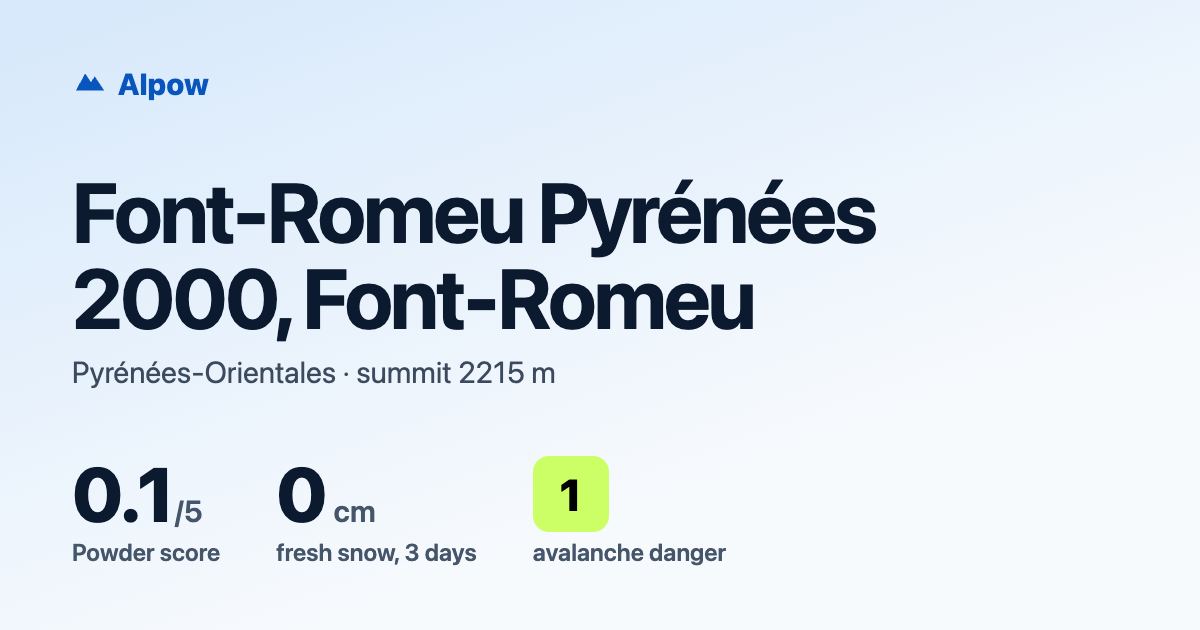 Alpow
Font-Romeu Pyrénées
2000, Font-Romeu
Pyrénées-Orientales · summit 2215 m
0.1/5 0 cm 1
Powder score fresh snow, 3 days avalanche danger